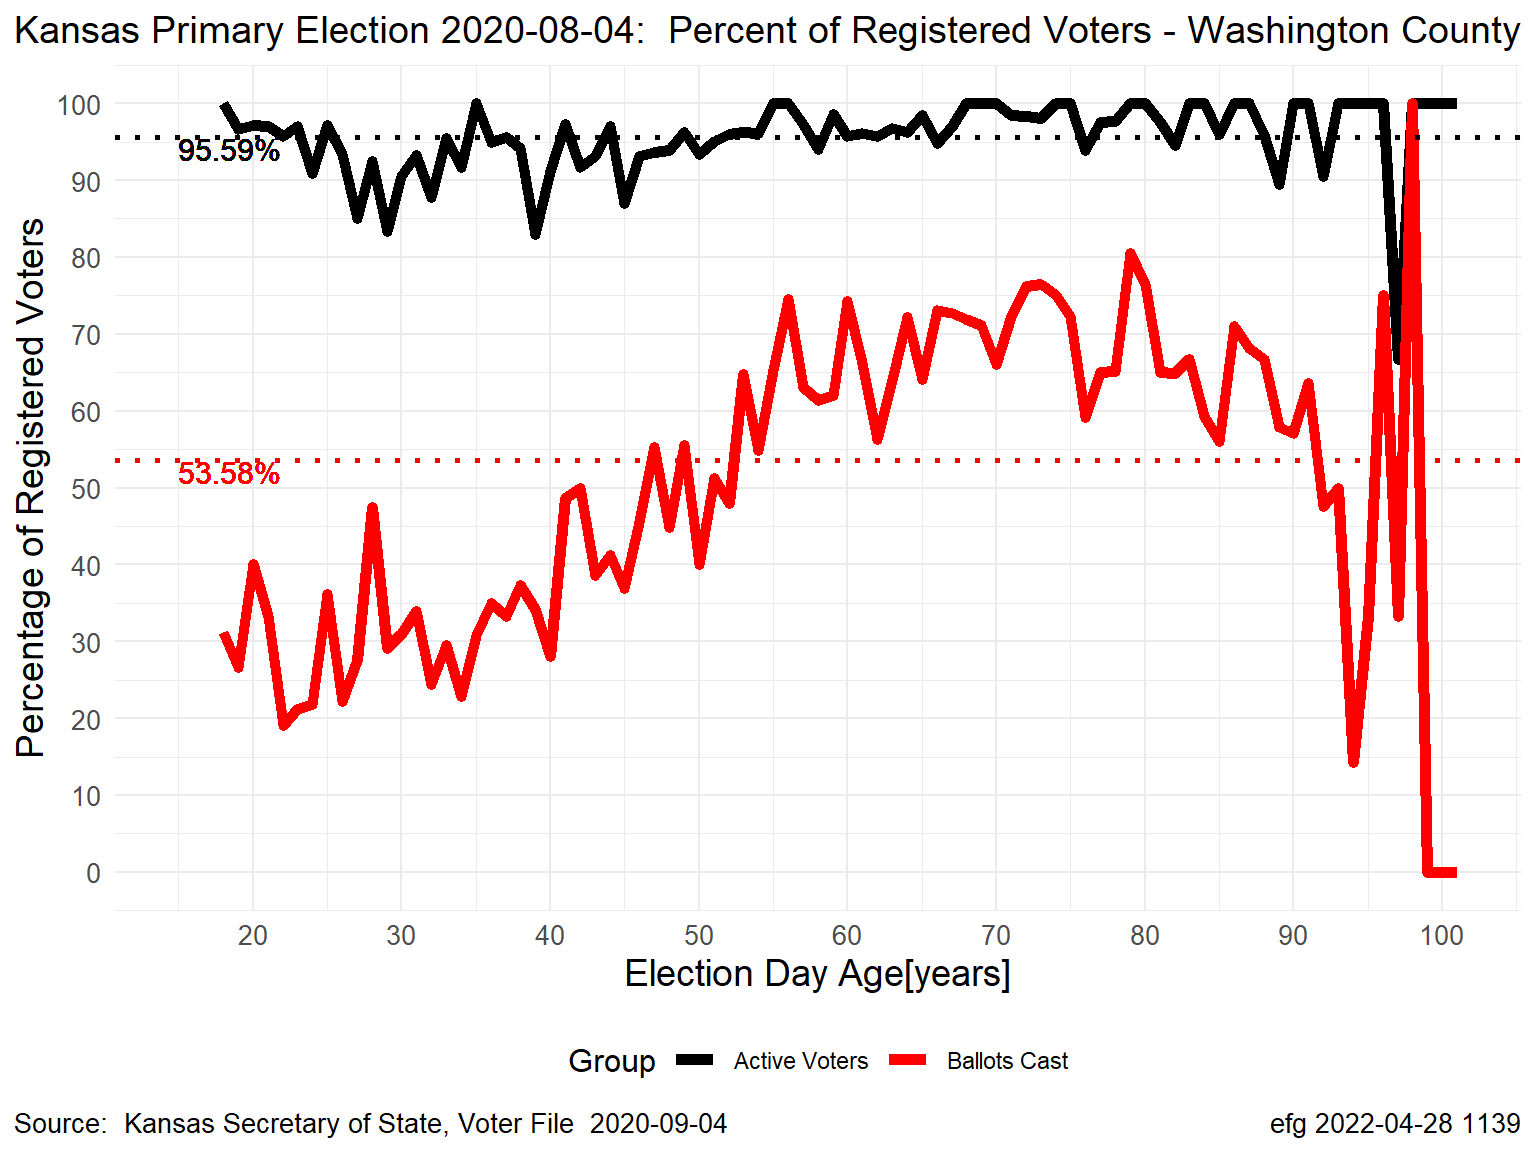 Kansas Primary Election 2020-08-04:  Percent of Registered Voters - Washington County
Percentage of Registered Voters
100
90
80
70
60
50
40
30
20
10
0
95.59%
53.58%
20 30 40 50 60 70 80 90 100
Election Day Age[years]
Group Active Voters Ballots Cast
Source:  Kansas Secretary of State, Voter File  2020-09-04
efg 2022-04-28 1139